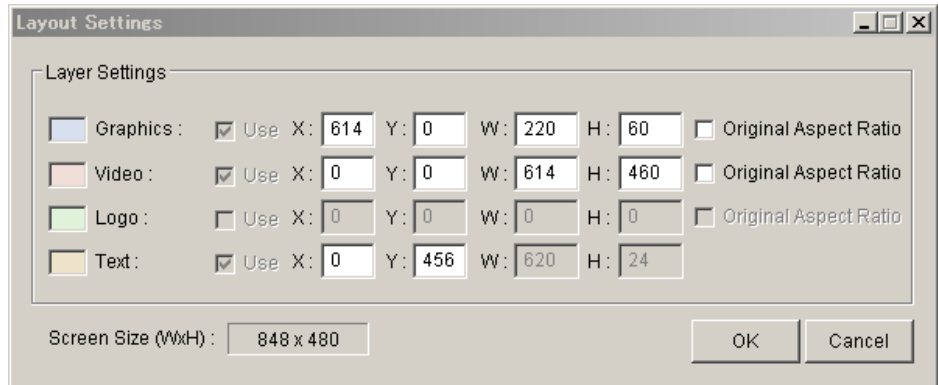 Layout Settings
Layer Settings
Graphics : Use X : 614 Y : 0 W : 220 H : 60 Original Aspect Ratio
Video : Use X : 0 Y : 0 W : 614 H : 460 Original Aspect Ratio
Logo : Use X : 0 Y : 0 W : 0 H : 0 Original Aspect Ratio
Text : Use X : 0 Y : 456 W : 620 H : 24
Screen Size (WxH) : 848 x 480 OK Cancel